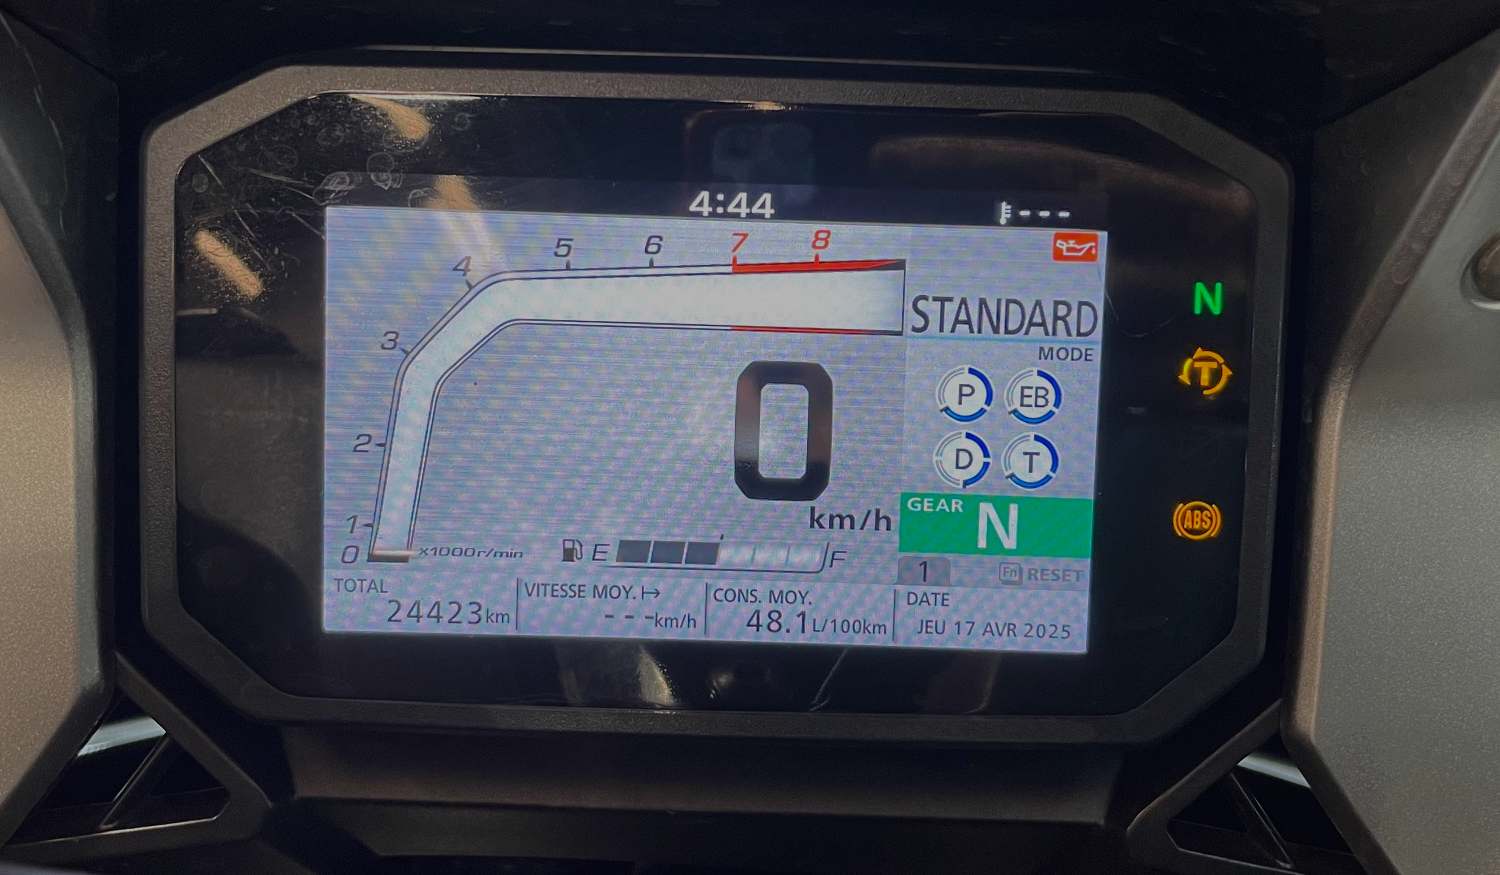 4:44
---
5 6 7 8
4
STANDARD
N
3
MODE
T
P EB
2
D T
0
GEAR N
ABS
km/h
1
0 x1000r/min
E F
1 Fn RESET
TOTAL VITESSE MOY. ↦ CONS. MOY. DATE
24423km ---km/h 48.1L/100km JEU 17 AVR 2025